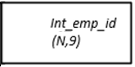 Int_emp_id
(N,9)